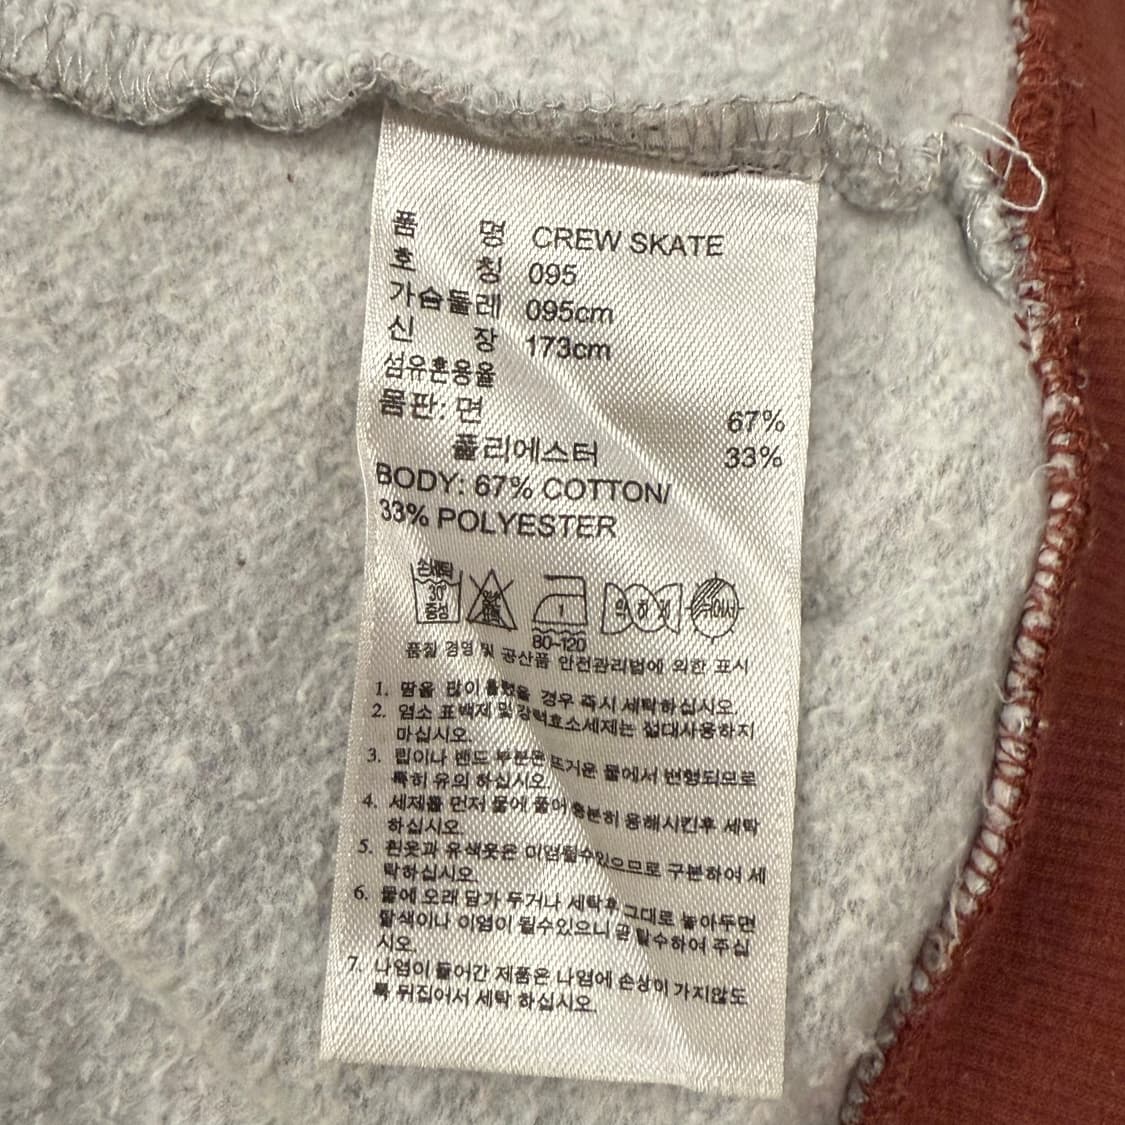 품 명 CREW SKATE
호 칭 095
가슴둘레 095cm
신 장 173cm
섬유혼용율
몸판: 면 67%
폴리에스터 33%
BODY: 67% COTTON/
33% POLYESTER
손세탁
30°
중성
1
80~120
약하게
뉘어서
품질 경영 및 공산품 안전관리법에 의한 표시
1. 땀을 많이 흘렸을 경우 즉시 세탁하십시오.
2. 염소 표백제 및 강력효소세제는 절대사용하지
마십시오.
3. 립이나 밴드 부분은 뜨거운 물에서 변형되므로
특히 유의 하십시오.
4. 세제를 먼저 물에 풀어 충분히 용해시킨후 세탁
하십시오.
5. 흰옷과 유색옷은 이염될수있으므로 구분하여 세
탁하십시오.
6. 물에 오래 담가 두거나 세탁후 그대로 놓아두면
탈색이나 이염이 될수있으니 곧 탈수하여 주십
시오.
7. 나염이 들어간 제품은 나염에 손상이 가지않도
록 뒤집어서 세탁 하십시오.